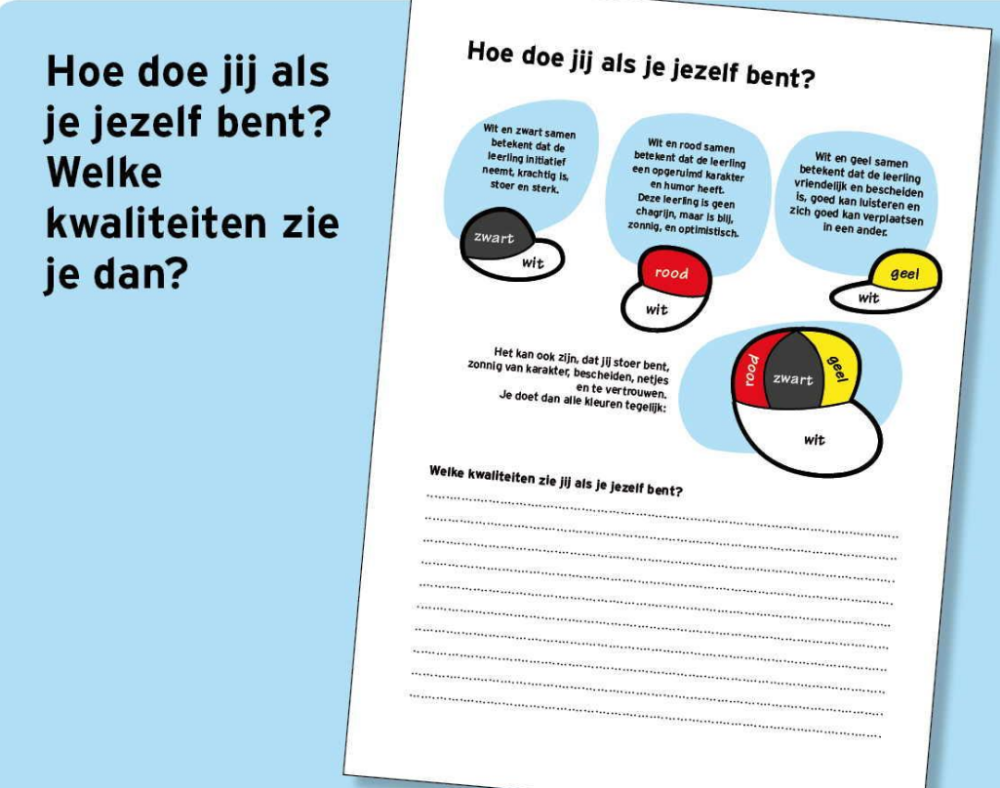 Hoe doe jij als
je jezelf bent?
Welke
kwaliteiten zie
je dan?
Hoe doe jij als je jezelf bent?
Wit en zwart samen
betekent dat de
leerling initiatief
neemt, krachtig is,
stoer en sterk.
zwart
wit
Wit en rood samen
betekent dat de leerling
een opgeruimd karakter
en humor heeft.
Deze leerling is geen
chagrijn, maar is blij,
zonnig, en optimistisch.
rood
wit
Wit en geel samen
betekent dat de leerling
vriendelijk en bescheiden
is, goed kan luisteren en
zich goed kan verplaatsen
in een ander.
geel
wit
Het kan ook zijn, dat jij stoer bent,
zonnig van karakter, bescheiden, netjes
en te vertrouwen.
Je doet dan alle kleuren tegelijk:
rood
zwart
geel
wit
Welke kwaliteiten zie jij als je jezelf bent?